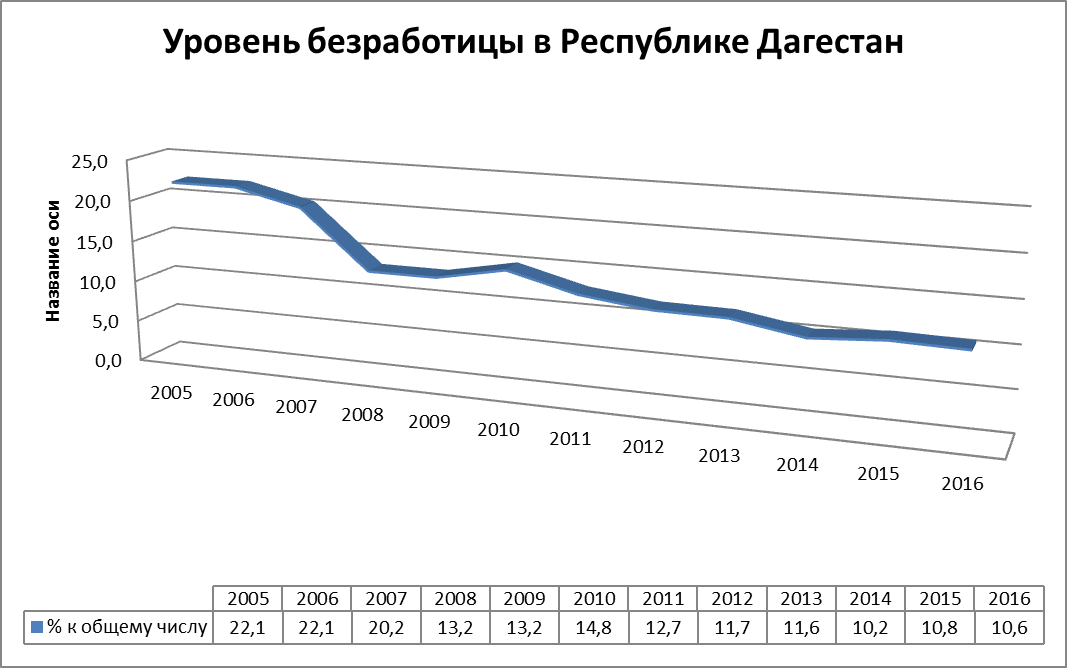 Уровень безработицы в Республике Дагестан
Название оси
25,0
20,0
15,0
10,0
5,0
0,0
2005 2006 2007 2008 2009 2010 2011 2012 2013 2014 2015 2016
2005 2006 2007 2008 2009 2010 2011 2012 2013 2014 2015 2016
% к общему числу 22,1 22,1 20,2 13,2 13,2 14,8 12,7 11,7 11,6 10,2 10,8 10,6